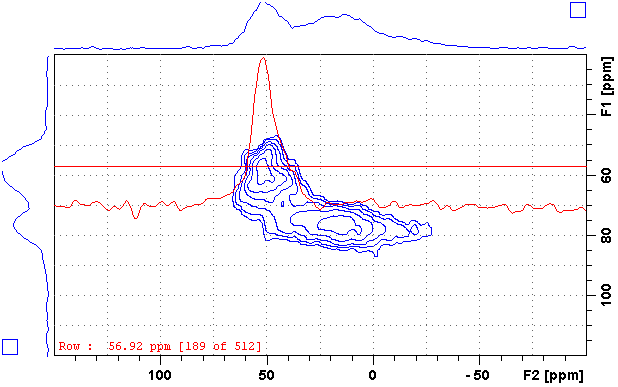 F1 [ppm]
60
80
100
Row : 56.92 ppm [189 of 512]
100 50 0 - 50 F2 [ppm]